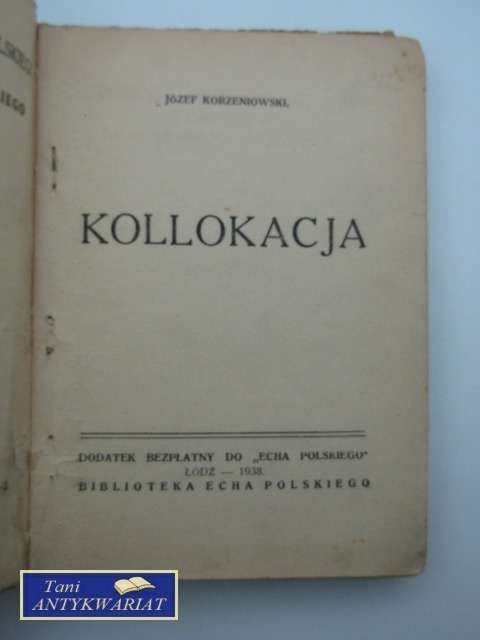 JÓZEF KORZENIOWSKI.
KOLLOKACJA
DODATEK BEZPŁATNY DO „ECHA POLSKIEGO"
ŁÓDŹ — 1938.
BIBLIOTEKA ECHA POLSKIEGO
Tani
ANTYKWARIAT